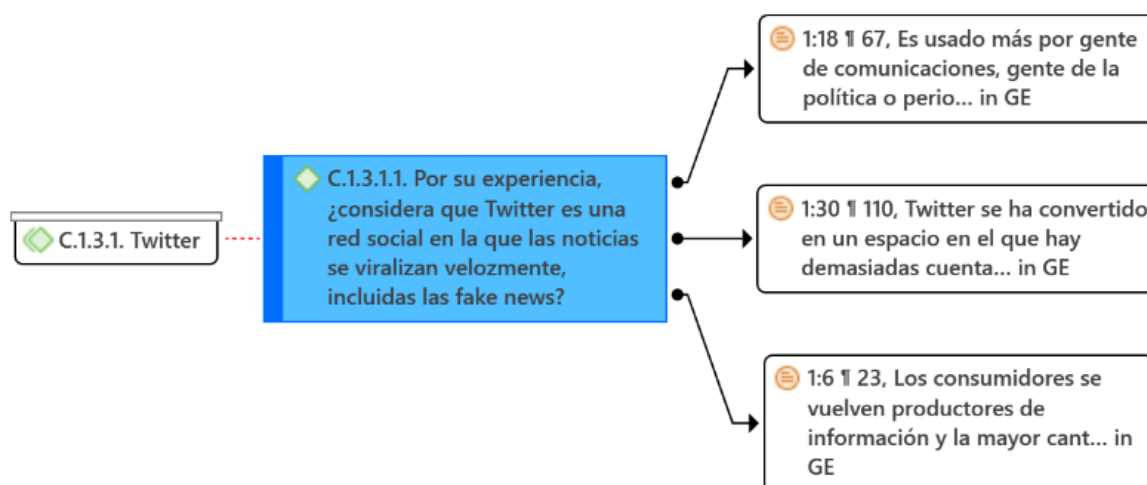 C.1.3.1. Twitter
C.1.3.1.1. Por su experiencia,
¿considera que Twitter es una
red social en la que las noticias
se viralizan velozmente,
incluidas las fake news?
1:18 ¶ 67, Es usado más por gente
de comunicaciones, gente de la
política o perio... in GE
1:30 ¶ 110, Twitter se ha convertido
en un espacio en el que hay
demasiadas cuenta... in GE
1:6 ¶ 23, Los consumidores se
vuelven productores de
información y la mayor cant... in
GE